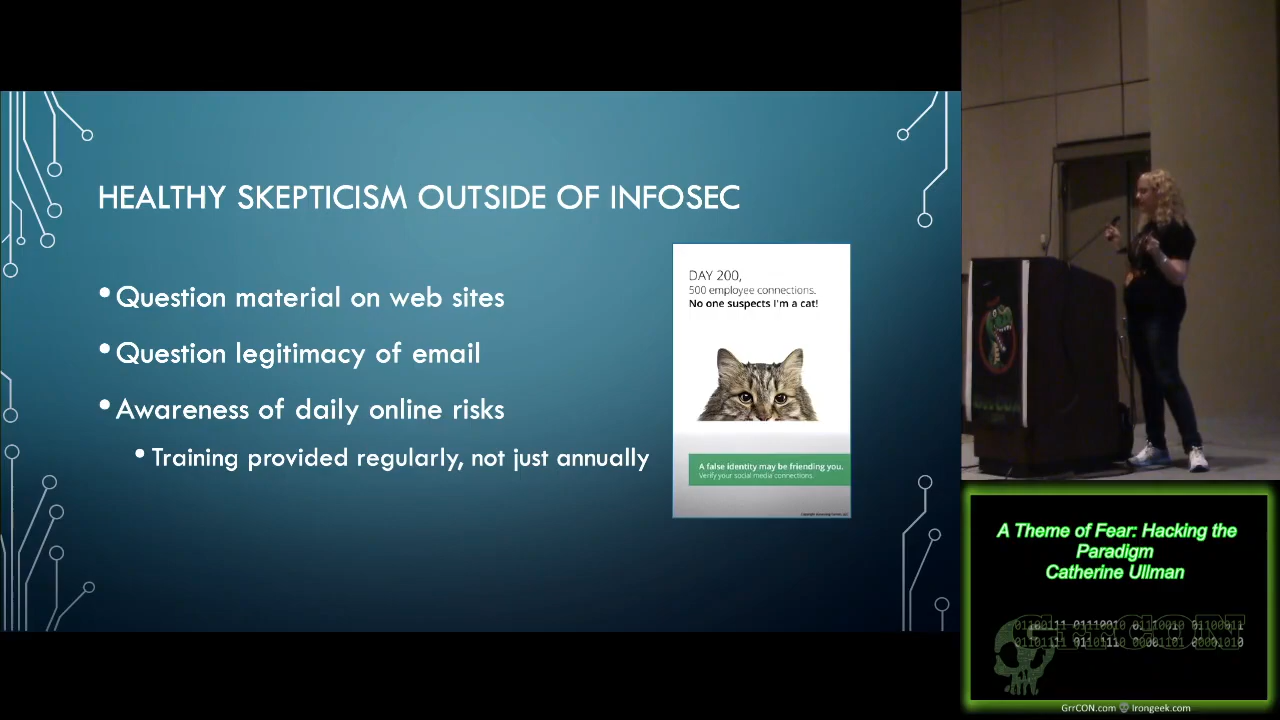 HEALTHY SKEPTICISM OUTSIDE OF INFOSEC
• Question material on web sites
• Question legitimacy of email
• Awareness of daily online risks
• Training provided regularly, not just annually
DAY 200,
500 employee connections.
No one suspects I'm a cat!
A false identity may be friending you.
Verify your social media connections.
A Theme of Fear: Hacking the
Paradigm
Catherine Ullman
GrrCON
GrrCON.com Irongeek.com